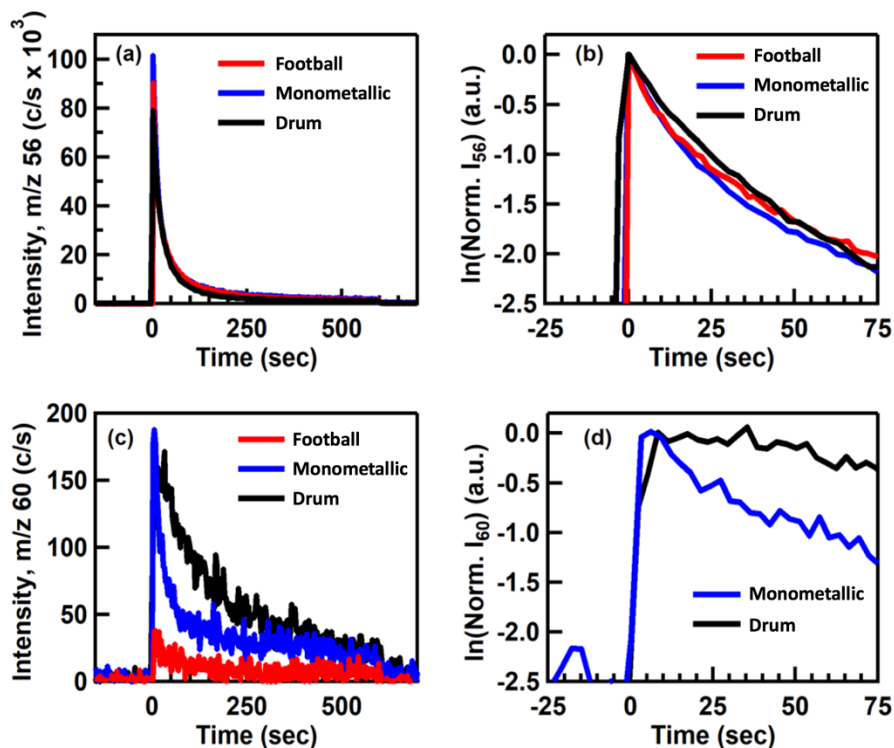 (a)
Football
Monometallic
Drum
Intensity, m/z 56 (c/s x 10³)
100
80
60
40
20
0
0
250
500
Time (sec)
(b)
Football
Monometallic
Drum
ln(Norm. I₅₆) (a.u.)
0.0
-0.5
-1.0
-1.5
-2.0
-2.5
-25
0
25
50
75
Time (sec)
(c)
Football
Monometallic
Drum
Intensity, m/z 60 (c/s)
200
150
100
50
0
0
250
500
Time (sec)
(d)
Monometallic
Drum
ln(Norm. I₆₀) (a.u.)
0.0
-0.5
-1.0
-1.5
-2.0
-2.5
-25
0
25
50
75
Time (sec)